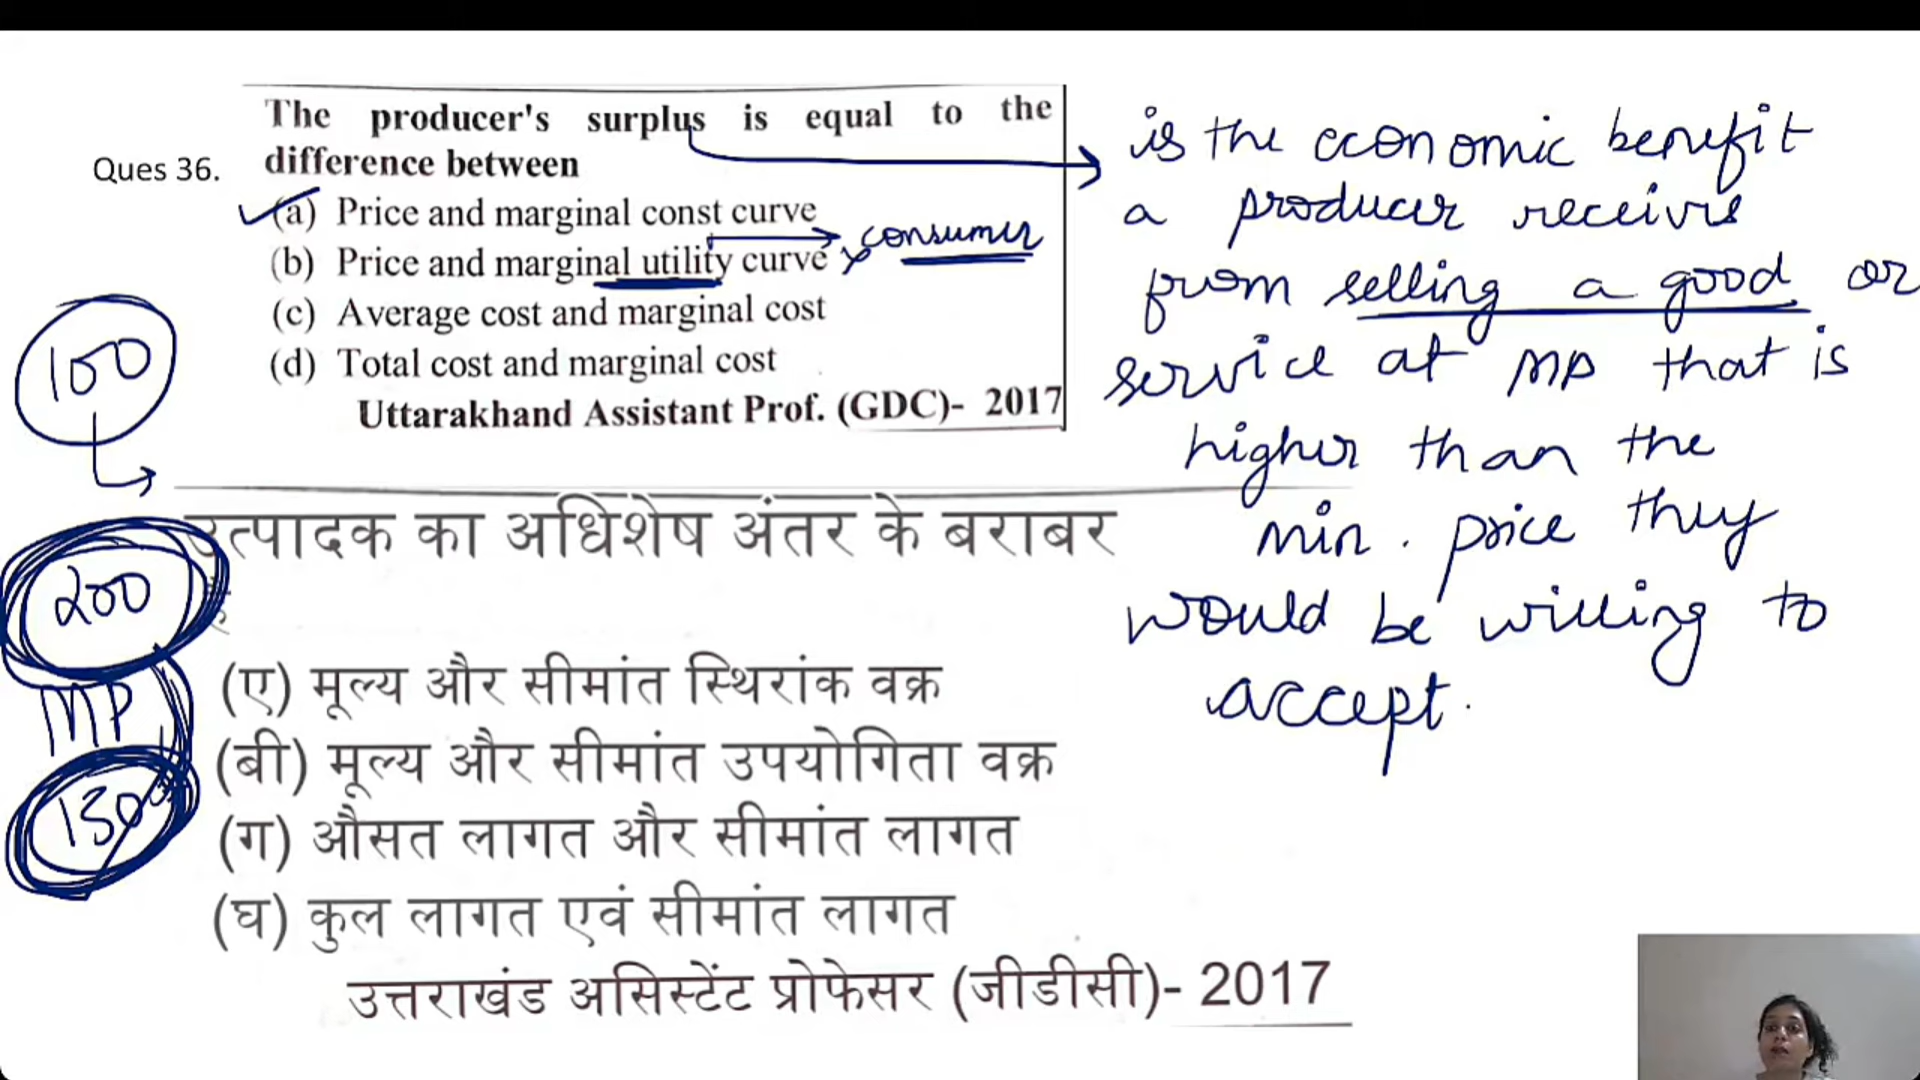 The producer's surplus is equal to the
difference between
Ques 36.
(a) Price and marginal const curve
(b) Price and marginal utility curve
consumer
(c) Average cost and marginal cost
(d) Total cost and marginal cost
Uttarakhand Assistant Prof. (GDC)- 2017
is the economic benefit
a producer receives
from selling a good or
service at MP that is
higher than the
min. price they
would be willing to
accept.
100
200
MP
150
उत्पादक का अधिशेष अंतर के बराबर
(ए) मूल्य और सीमांत स्थिरांक वक्र
(बी) मूल्य और सीमांत उपयोगिता वक्र
(ग) औसत लागत और सीमांत लागत
(घ) कुल लागत एवं सीमांत लागत
उत्तराखंड असिस्टेंट प्रोफेसर (जीडीसी)- 2017